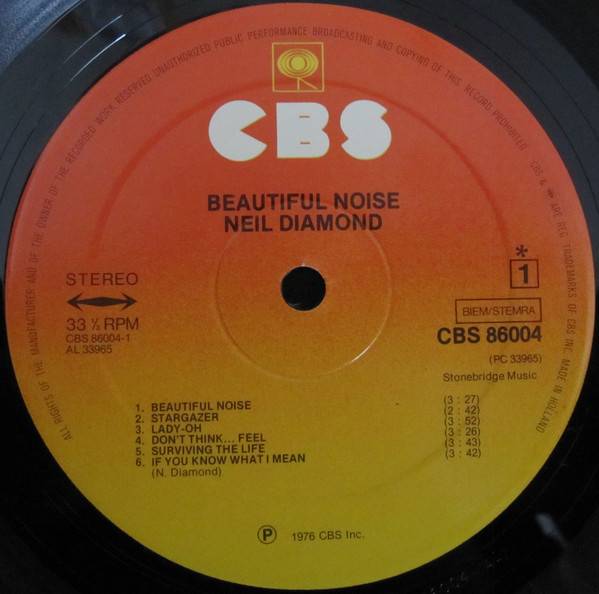 ALL RIGHTS OF THE MANUFACTURER AND OF THE OWNER OF THE RECORDED WORK RESERVED UNAUTHORIZED PUBLIC PERFORMANCE BROADCASTING AND COPYING OF THIS RECORD PROHIBITED CBS & TRADEMARKS OF CBS INC. MADE IN HOLLAND
CBS
BEAUTIFUL NOISE
NEIL DIAMOND
STEREO
33 ⅓ RPM
CBS 86004-1
AL 33965
* 1
BIEM/STEMRA
CBS 86004
(PC 33965)
Stonebridge Music
1. BEAUTIFUL NOISE (3 : 27)
2. STARGAZER (2 : 42)
3. LADY-OH (3 : 52)
4. DON'T THINK... FEEL (3 : 26)
5. SURVIVING THE LIFE (3 : 43)
6. IF YOU KNOW WHAT I MEAN (3 : 42)
(N. Diamond)
Ⓟ 1976 CBS Inc.